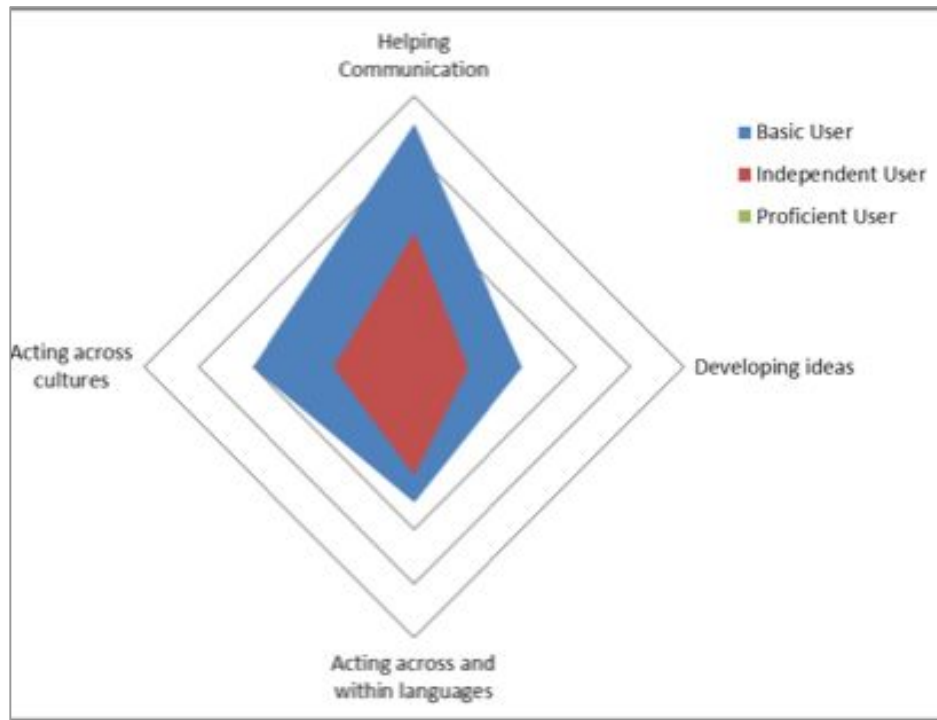 Helping
Communication
Basic User
Independent User
Proficient User
Acting across
cultures
Developing ideas
Acting across and
within languages